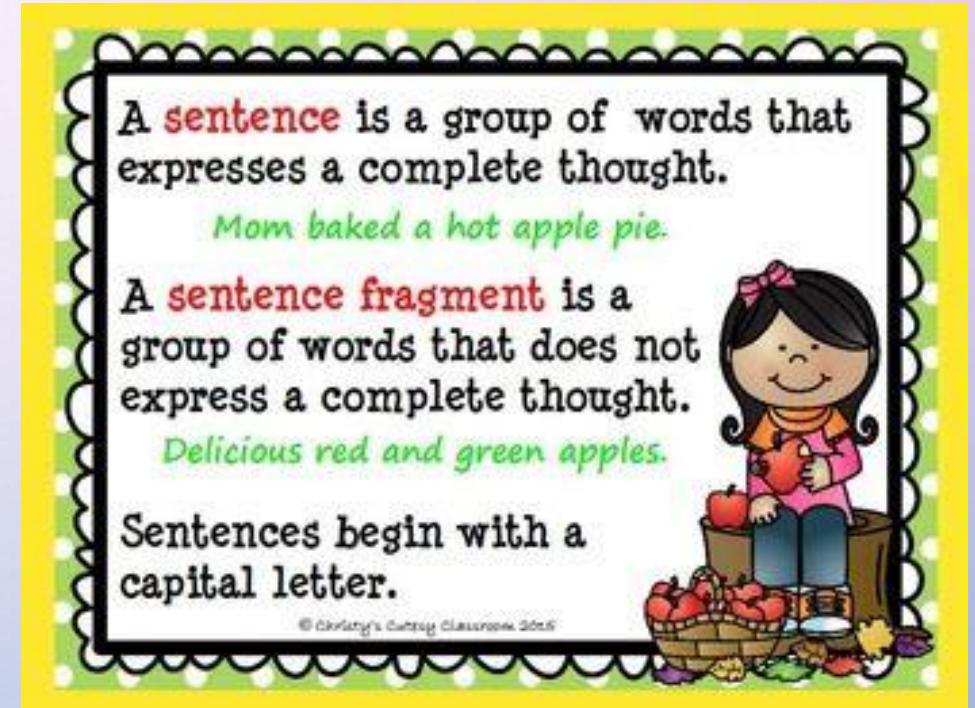 A sentence is a group of words that
expresses a complete thought.
Mom baked a hot apple pie.
A sentence fragment is a
group of words that does not
express a complete thought.
Delicious red and green apples.
Sentences begin with a
capital letter.
© Christy's Cutesy Classroom 2015